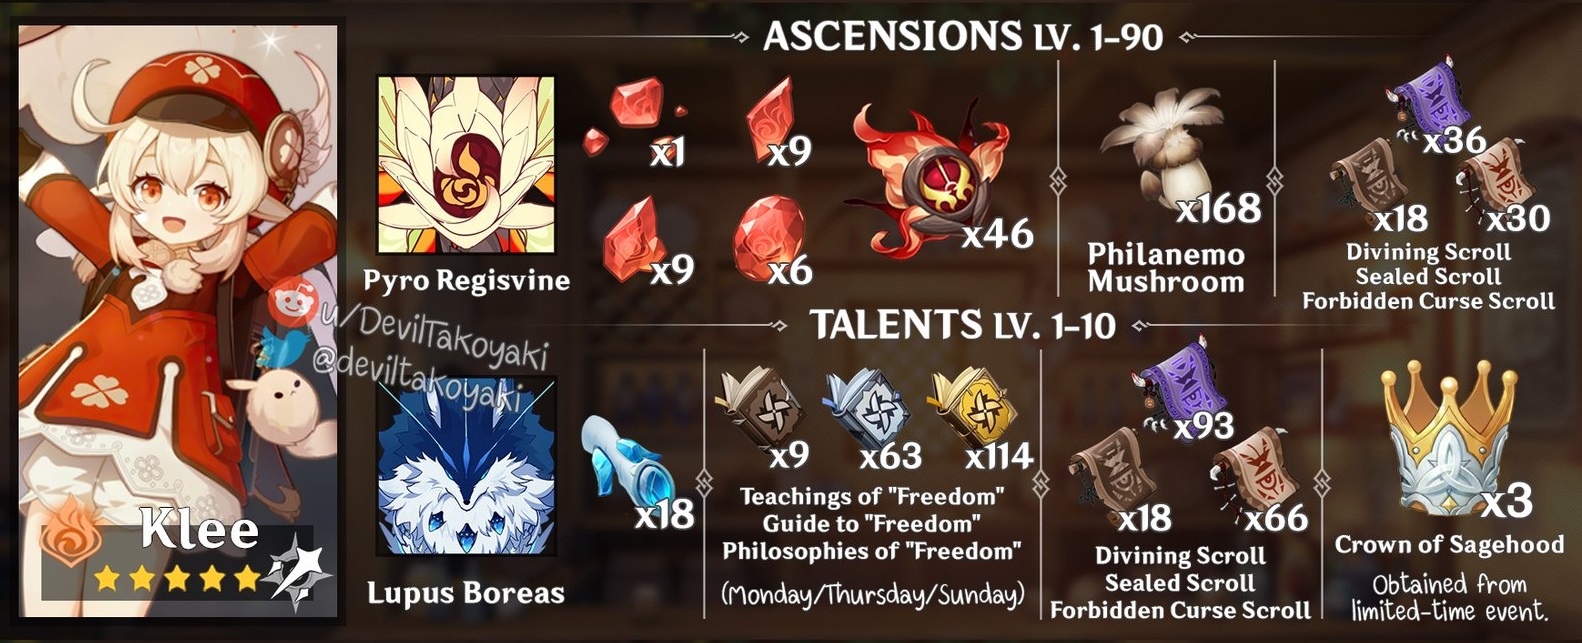 ASCENSIONS LV. 1-90
x1
x9
x9
x6
x46
Pyro Regisvine
x168
Philanemo
Mushroom
x36
x18
x30
Divining Scroll
Sealed Scroll
Forbidden Curse Scroll
u/DevilTakoyaki
@deviltakoyaki
TALENTS LV. 1-10
x18
Lupus Boreas
x9
x63
x114
Teachings of "Freedom"
Guide to "Freedom"
Philosophies of "Freedom"
(Monday/Thursday/Sunday)
x93
x18
x66
Divining Scroll
Sealed Scroll
Forbidden Curse Scroll
x3
Crown of Sagehood
Obtained from
limited-time event.
Klee